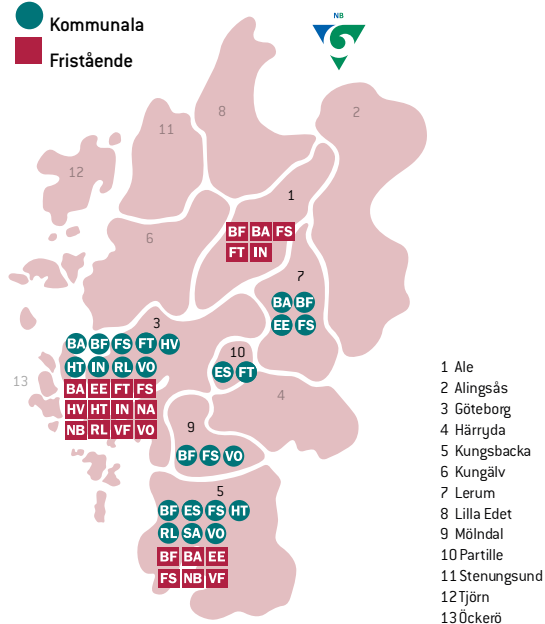 Kommunala
Fristående
NB
8
2
11
12
1
BF BA FS
FT IN
6
7
BA BF
EE FS
3
BA BF FS FT HV
HT IN RL VO
BA EE FT FS
HV HT IN NA
NB RL VF VO
10
ES FT
13
4
9
BF FS VO
5
BF ES FS HT
RL SA VO
BF BA EE
FS NB VF
1 Ale
2 Alingsås
3 Göteborg
4 Härryda
5 Kungsbacka
6 Kungälv
7 Lerum
8 Lilla Edet
9 Mölndal
10 Partille
11 Stenungsund
12 Tjörn
13 Öckerö